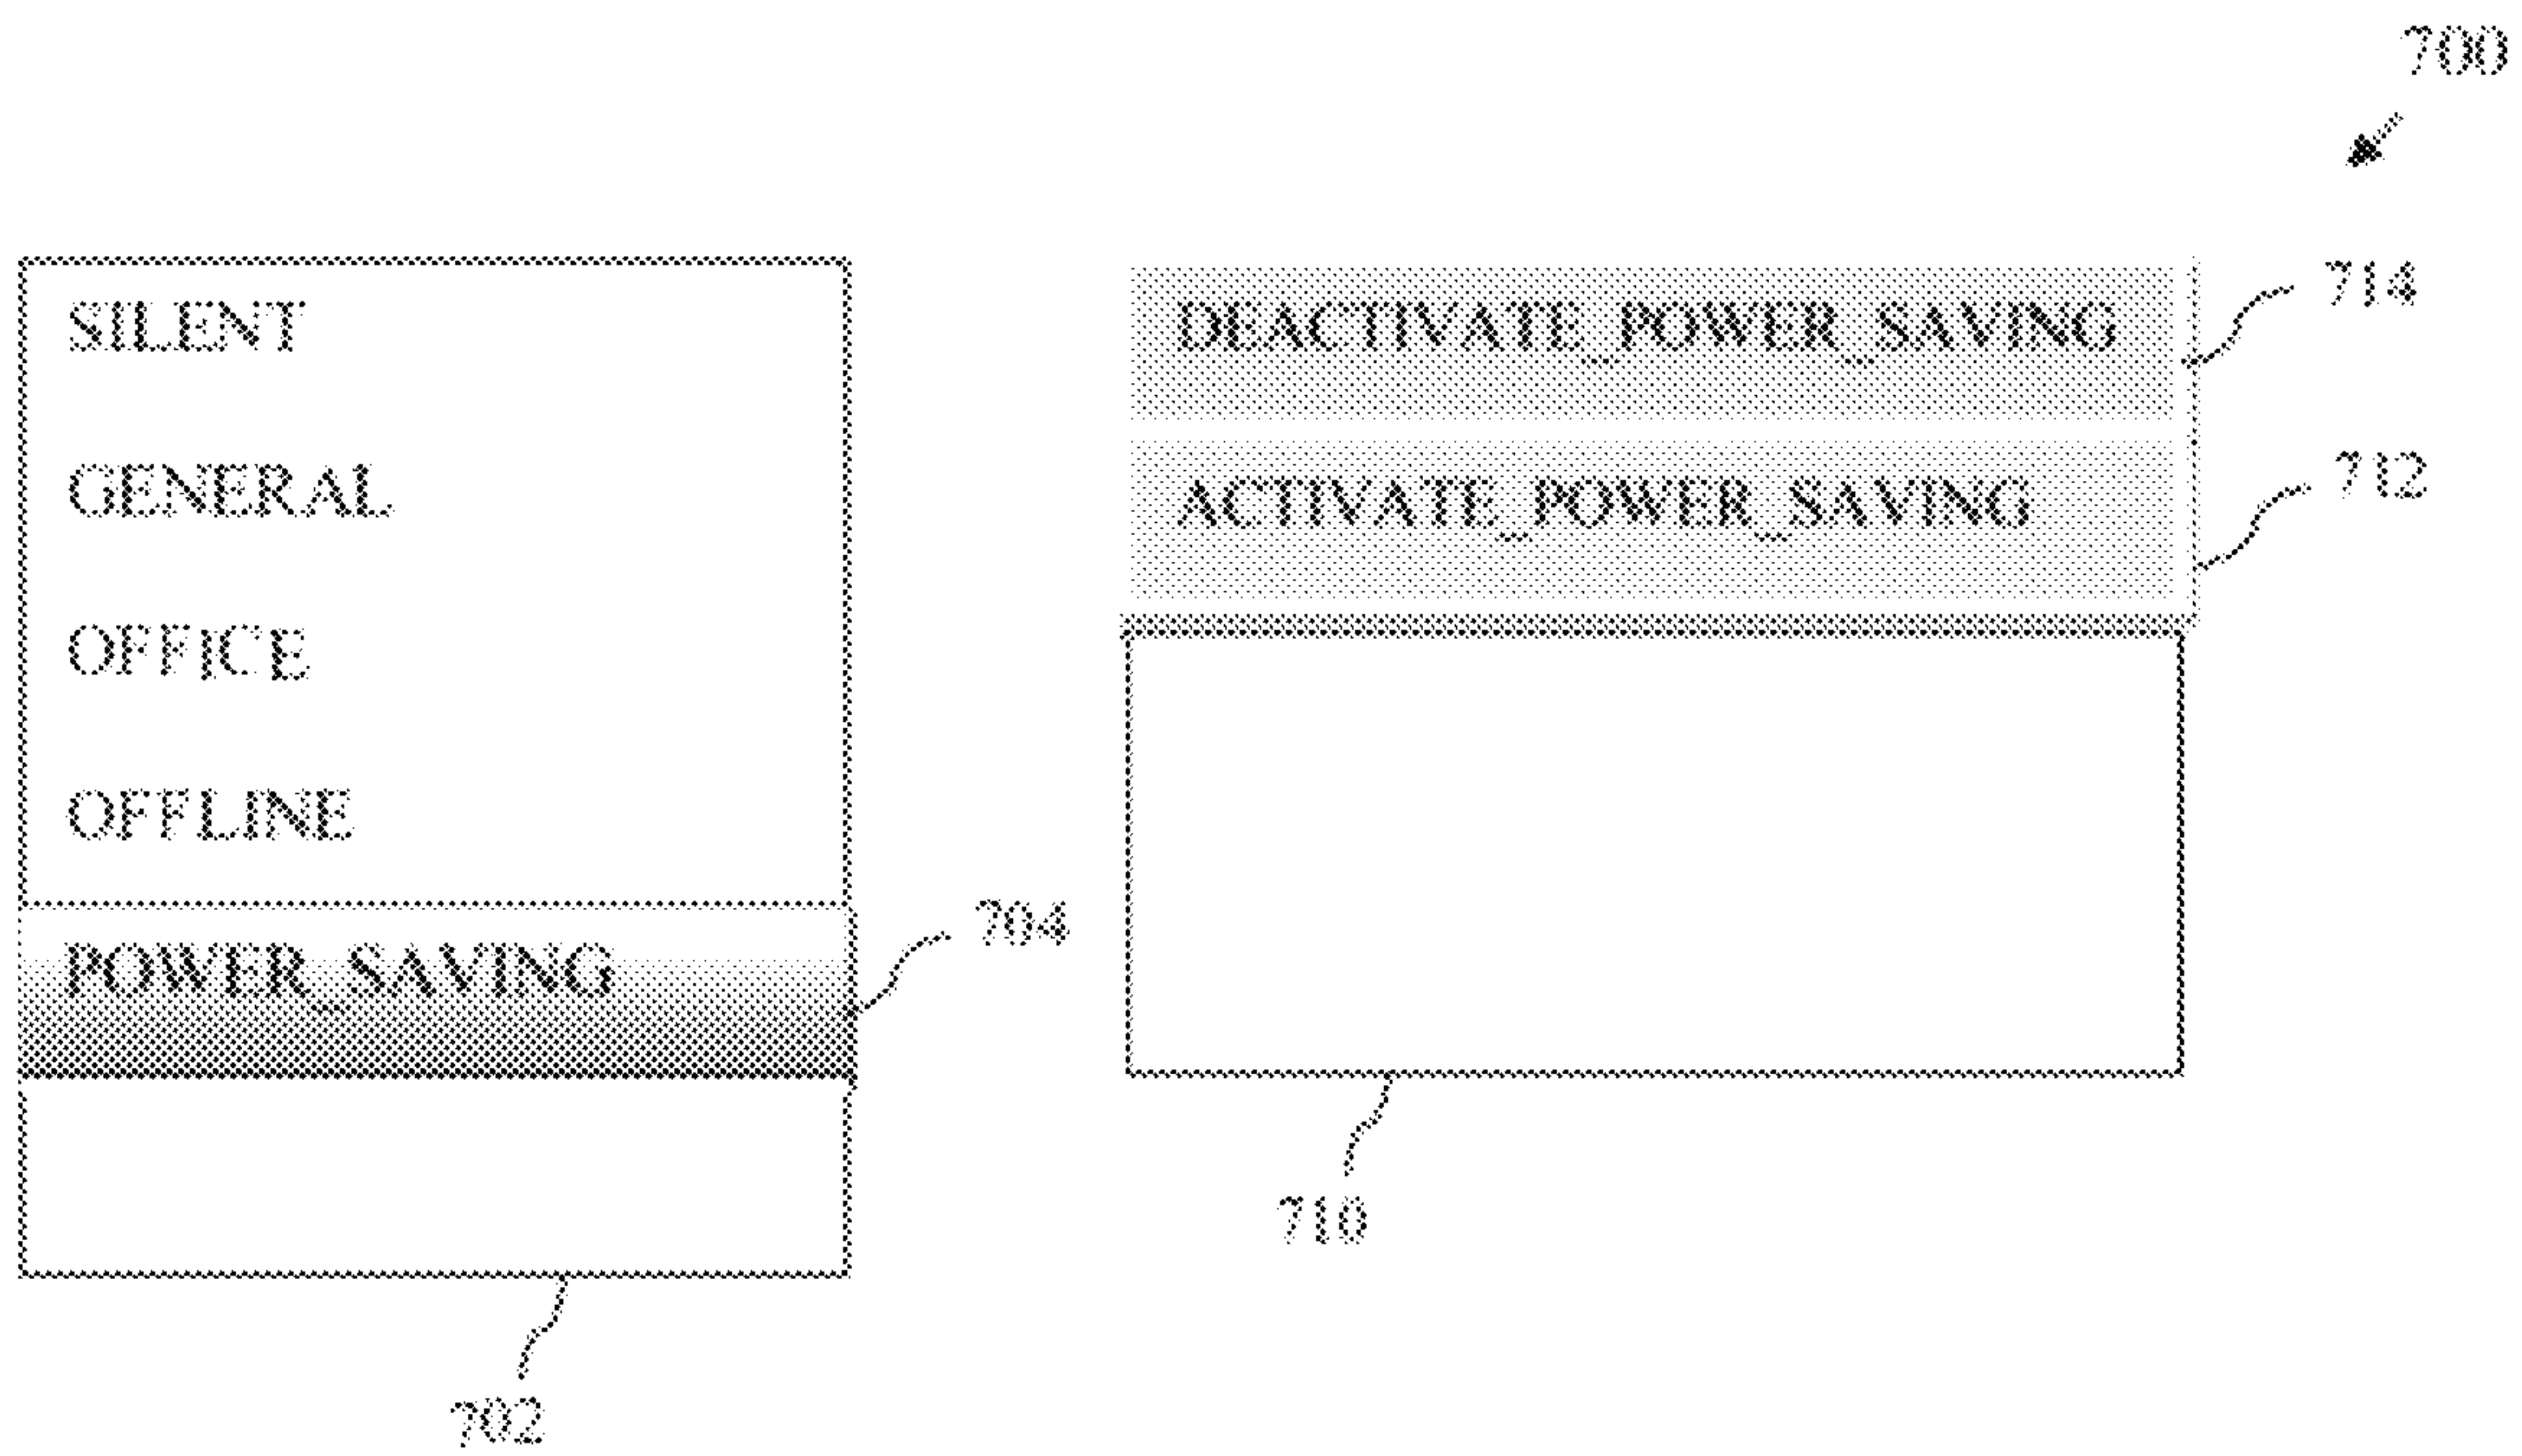 700
SILENT
GENERAL
OFFICE
OFFLINE
POWER_SAVING
704
702
DEACTIVATE_POWER_SAVING
714
ACTIVATE_POWER_SAVING
712
710